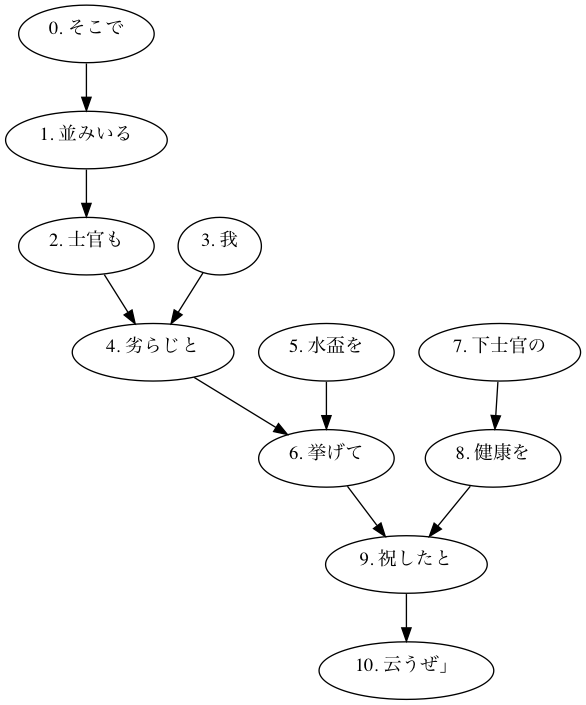 0. そこで
1. 並みいる
2. 士官も
3. 我
4. 劣らじと
5. 水盃を
7. 下士官の
6. 挙げて
8. 健康を
9. 祝したと
10. 云うぜ」